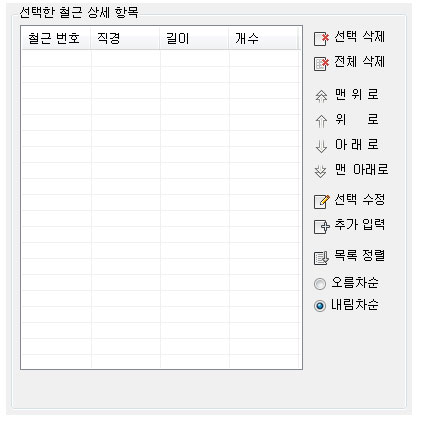 선택한 철근 상세 항목
철근 번호 직경 길이 개수
선택 삭제
전체 삭제
맨 위 로
위 로
아 래 로
맨 아래로
선택 수정
추가 입력
목록 정렬
오름차순
내림차순